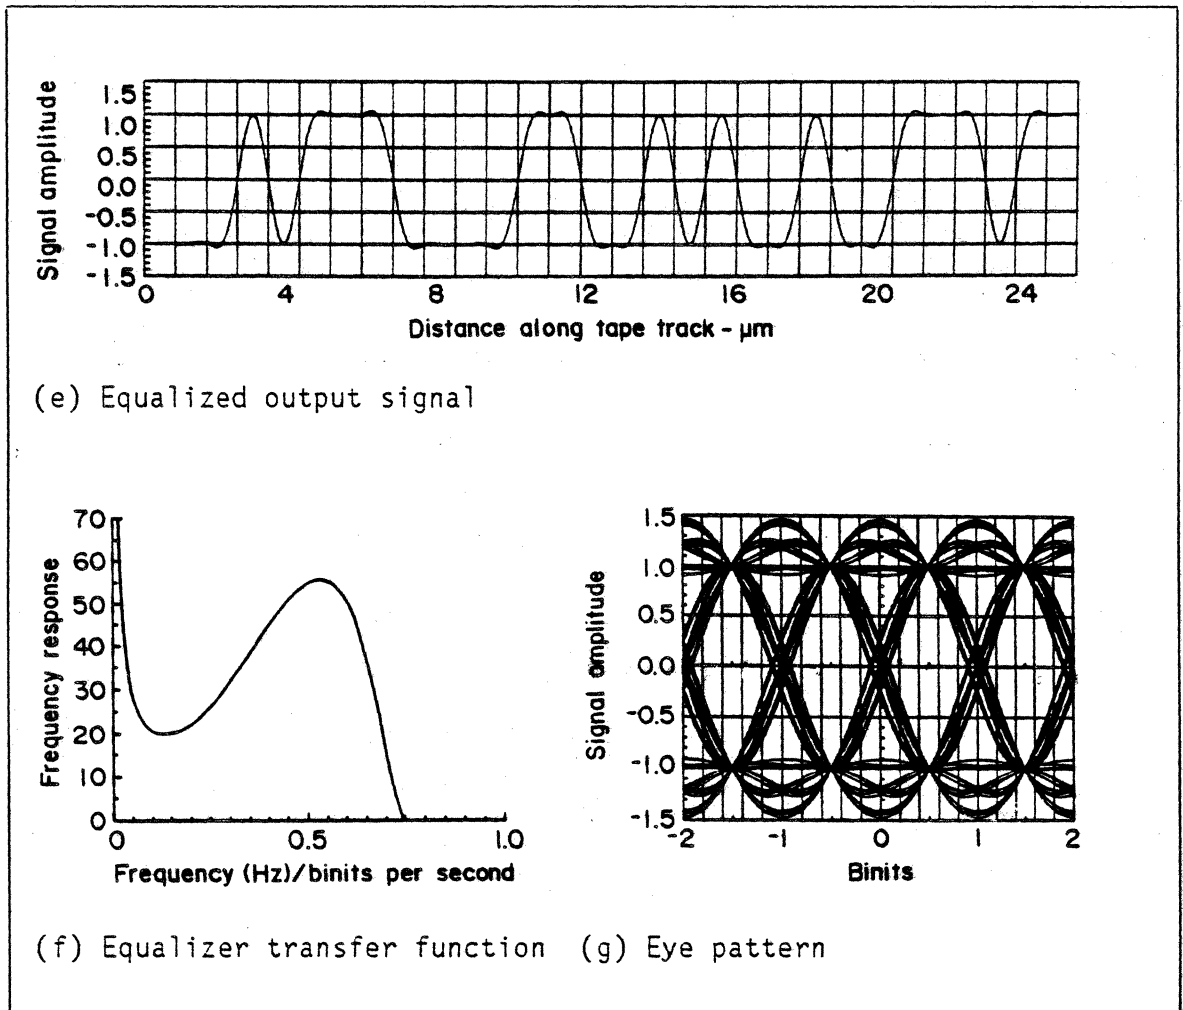 Signal amplitude
1.5
1.0
0.5
0.0
-0.5
-1.0
-1.5
0 4 8 12 16 20 24
Distance along tape track - µm
(e) Equalized output signal
Frequency response
70
60
50
40
30
20
10
0
0 0.5 1.0
Frequency (Hz)/binits per second
Signal amplitude
1.5
1.0
0.5
0.0
-0.5
-1.0
-1.5
-2 -1 0 1 2
Binits
(f) Equalizer transfer function (g) Eye pattern